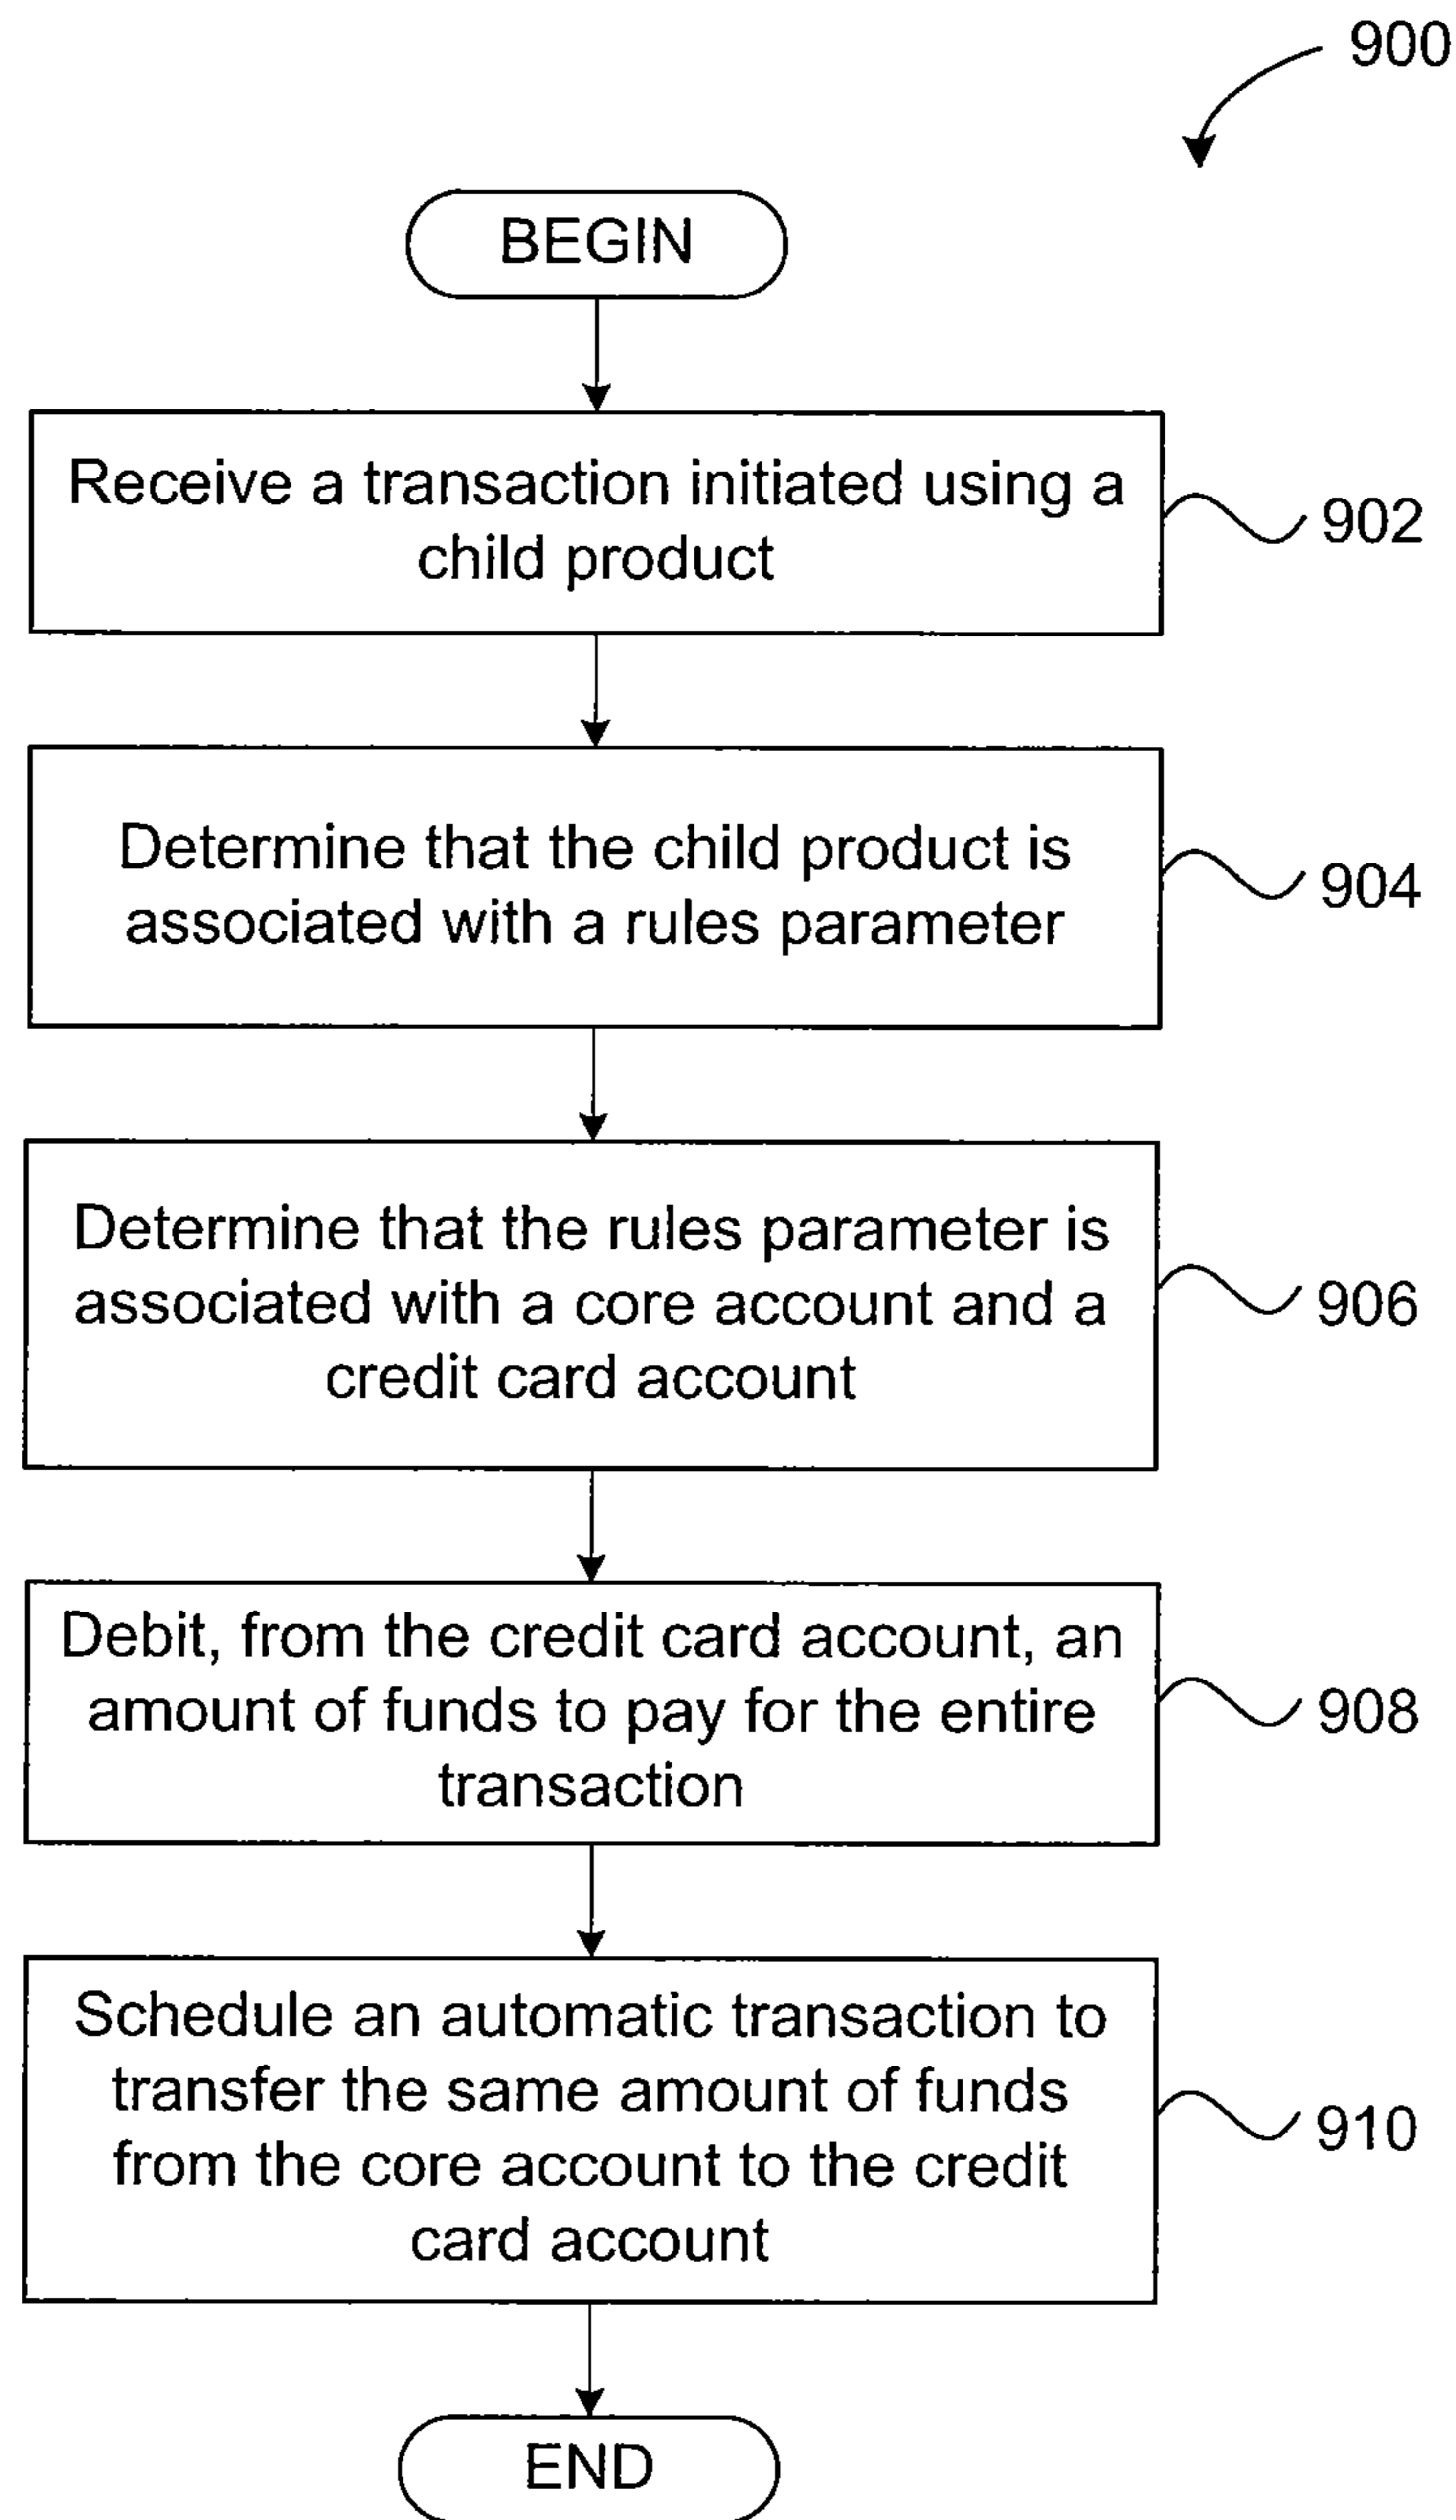 900
BEGIN
Receive a transaction initiated using a
child product
902
Determine that the child product is
associated with a rules parameter
904
Determine that the rules parameter is
associated with a core account and a
credit card account
906
Debit, from the credit card account, an
amount of funds to pay for the entire
transaction
908
Schedule an automatic transaction to
transfer the same amount of funds
from the core account to the credit
card account
910
END